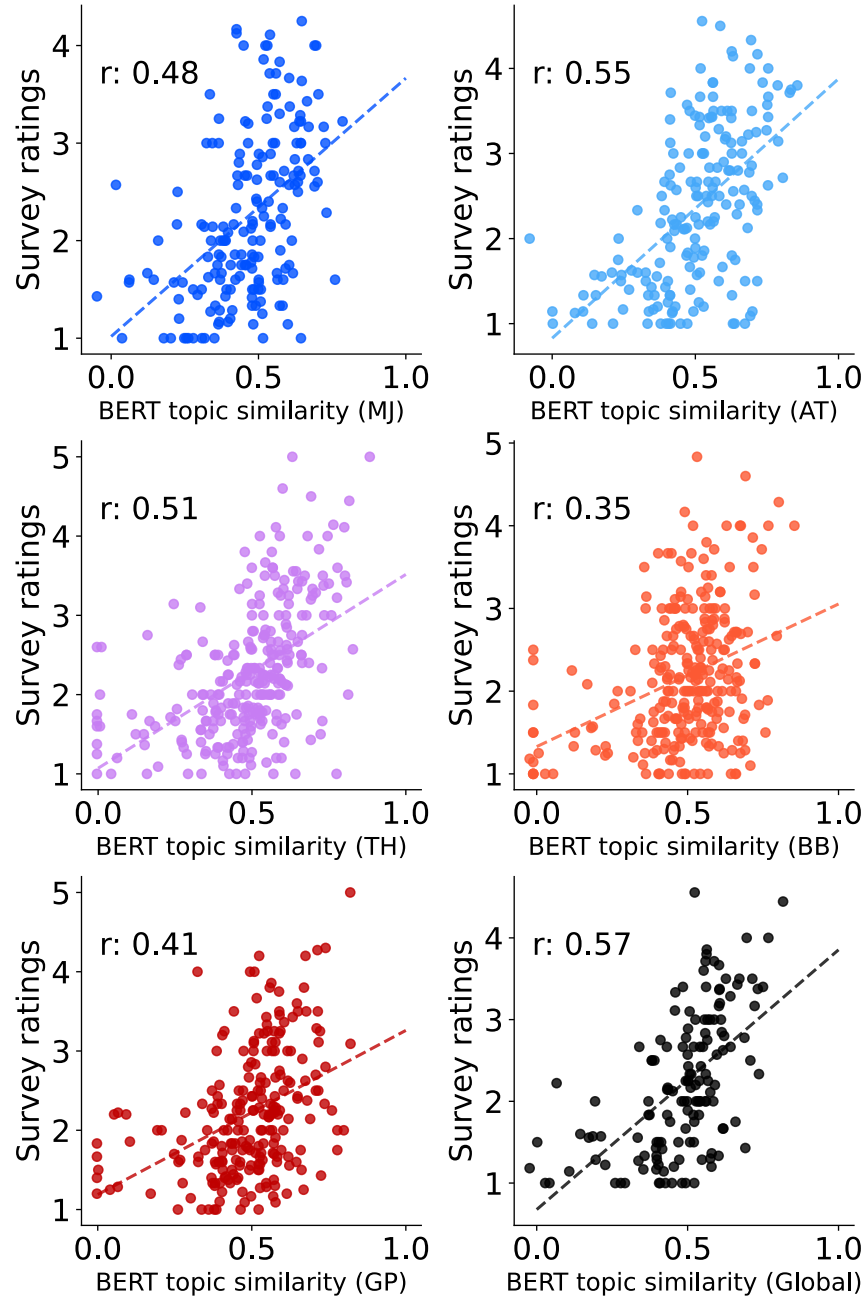 4
3
2
1
Survey ratings
r: 0.48
0.0 0.5 1.0
BERT topic similarity (MJ)
4
3
2
1
Survey ratings
r: 0.55
0.0 0.5 1.0
BERT topic similarity (AT)
5
4
3
2
1
Survey ratings
r: 0.51
0.0 0.5 1.0
BERT topic similarity (TH)
5
4
3
2
1
Survey ratings
r: 0.35
0.0 0.5 1.0
BERT topic similarity (BB)
5
4
3
2
1
Survey ratings
r: 0.41
0.0 0.5 1.0
BERT topic similarity (GP)
4
3
2
1
Survey ratings
r: 0.57
0.0 0.5 1.0
BERT topic similarity (Global)